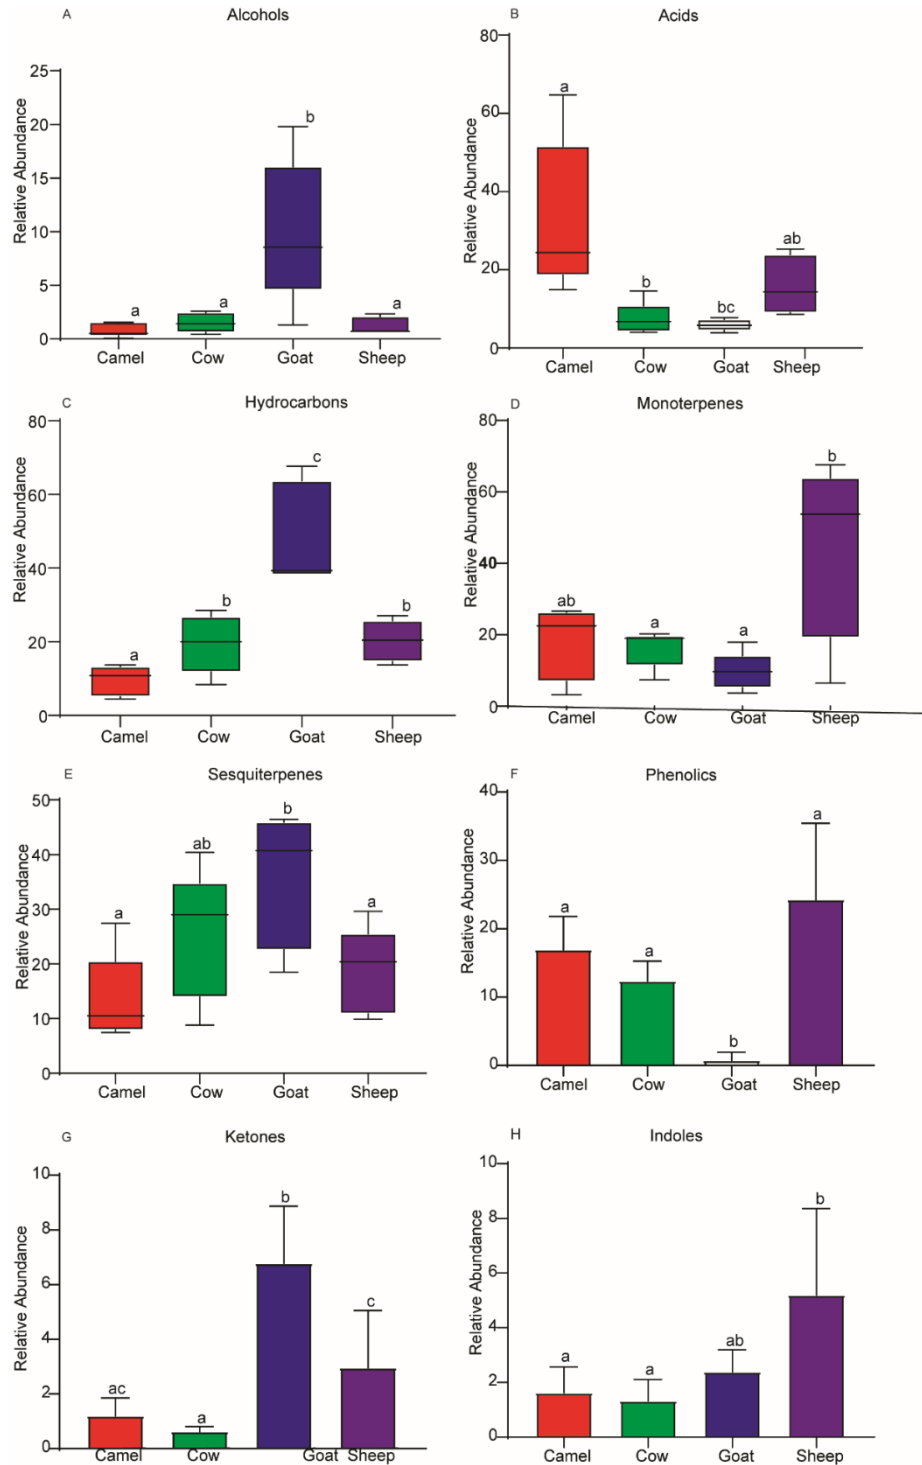 A Alcohols
Relative Abundance
25
20
15
10
5
0
a
a
b
a
Camel Cow Goat Sheep
B Acids
Relative Abundance
80
60
40
20
0
a
b
bc
ab
Camel Cow Goat Sheep
C Hydrocarbons
Relative Abundance
80
60
40
20
0
a
b
c
b
Camel Cow Goat Sheep
D Monoterpenes
Relative Abundance
80
60
40
20
0
ab
a
a
b
Camel Cow Goat Sheep
E Sesquiterpenes
Relative Abundance
50
40
30
20
10
0
a
ab
b
a
Camel Cow Goat Sheep
F Phenolics
Relative Abundance
40
30
20
10
0
a
a
b
a
Camel Cow Goat Sheep
G Ketones
Relative Abundance
10
8
6
4
2
0
ac
a
b
c
Camel Cow Goat Sheep
H Indoles
Relative Abundance
10
8
6
4
2
0
a
a
ab
b
Camel Cow Goat Sheep